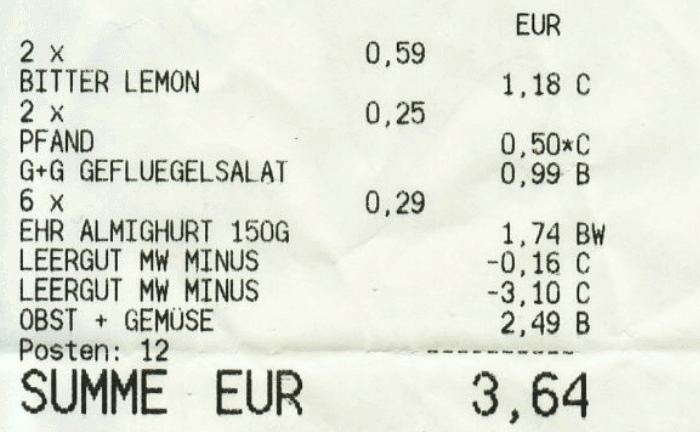 EUR
2 x 0,59
BITTER LEMON 1,18 C
2 x 0,25
PFAND 0,50*C
G+G GEFLUEGELSALAT 0,99 B
6 x 0,29
EHR ALMIGHURT 150G 1,74 BW
LEERGUT MW MINUS -0,16 C
LEERGUT MW MINUS -3,10 C
OBST + GEMÜSE 2,49 B
Posten: 12 ----------
SUMME EUR 3,64